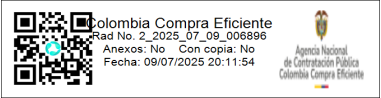 Colombia Compra Eficiente
Rad No. 2_2025_07_09_006896
Anexos: No Con copia: No
Fecha: 09/07/2025 20:11:54
Agencia Nacional
de Contratación Pública
Colombia Compra Eficiente